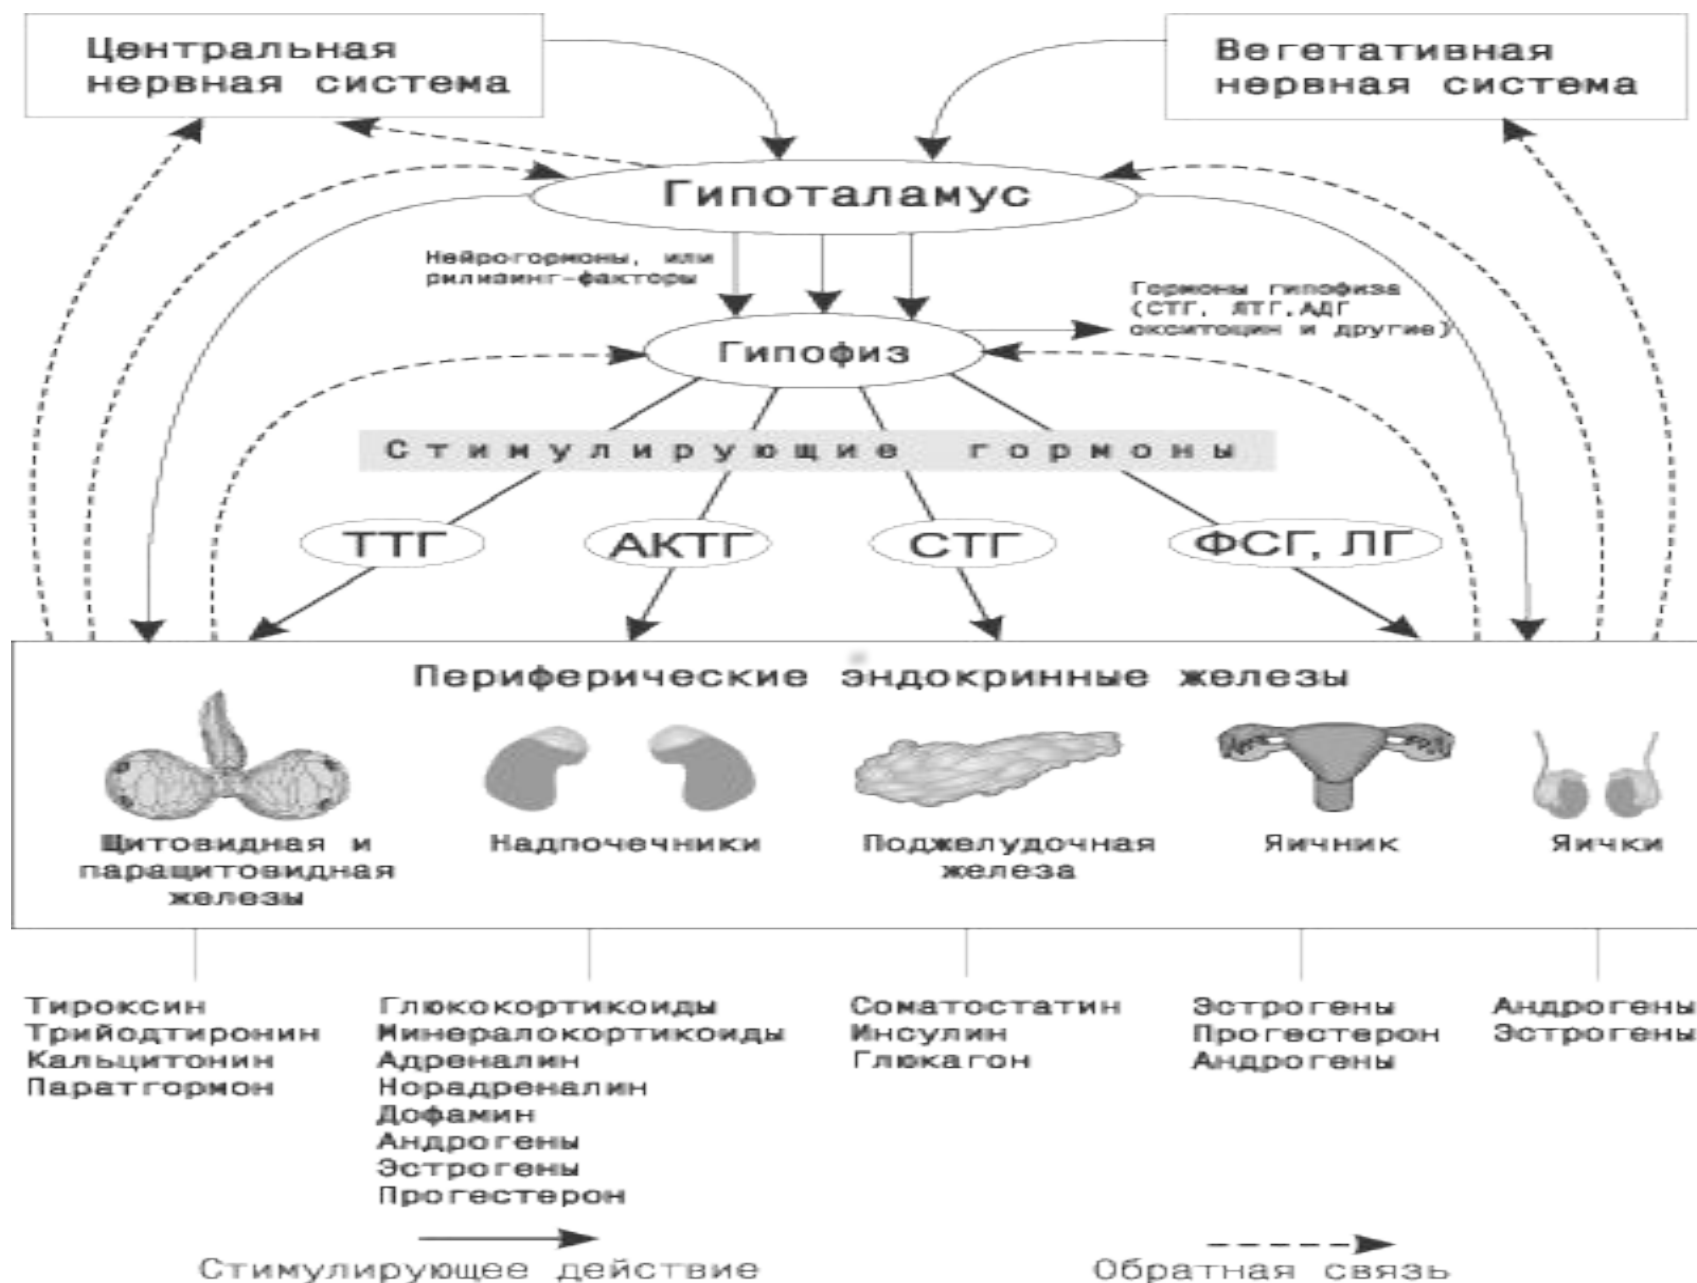 Центральная
нервная система
Вегетативная
нервная система
Гипоталамус
Нейрогормоны, или
рилизинг-факторы
Гормоны гипофиза
(СТГ, ЛТГ,АДГ
окситоцин и другие)
Гипофиз
Стимулирующие гормоны
ТТГ
АКТГ
СТГ
ФСГ, ЛГ
Периферические эндокринные железы
Щитовидная и
паращитовидная
железы
Надпочечники
Поджелудочная
железа
Яичник
Яички
Тироксин
Трийодтиронин
Кальцитонин
Паратгормон
Глюкокортикоиды
Минералокортикоиды
Адреналин
Норадреналин
Дофамин
Андрогены
Эстрогены
Прогестерон
Соматостатин
Инсулин
Глюкагон
Эстрогены
Прогестерон
Андрогены
Андрогены
Эстрогены
Стимулирующее действие
Обратная связь